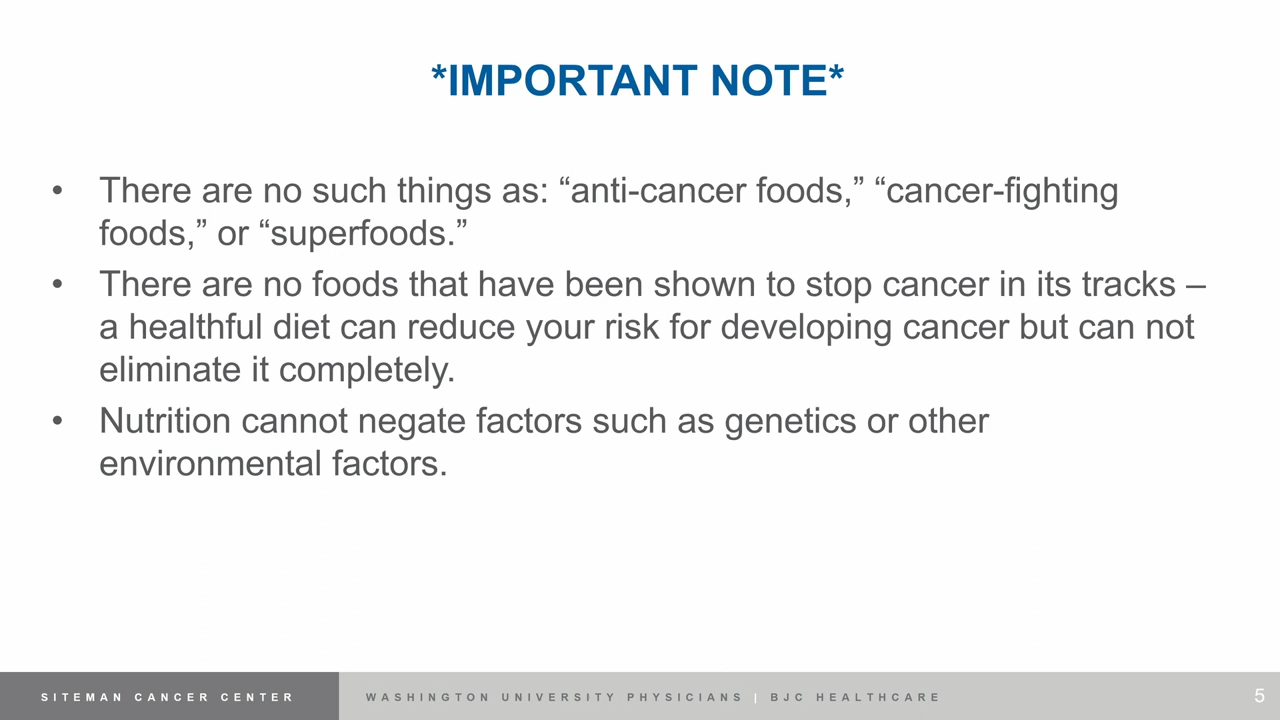 *IMPORTANT NOTE*
• There are no such things as: “anti-cancer foods,” “cancer-fighting
foods,” or “superfoods.”
• There are no foods that have been shown to stop cancer in its tracks –
a healthful diet can reduce your risk for developing cancer but can not
eliminate it completely.
• Nutrition cannot negate factors such as genetics or other
environmental factors.
SITEMAN CANCER CENTER
WASHINGTON UNIVERSITY PHYSICIANS | BJC HEALTHCARE
5